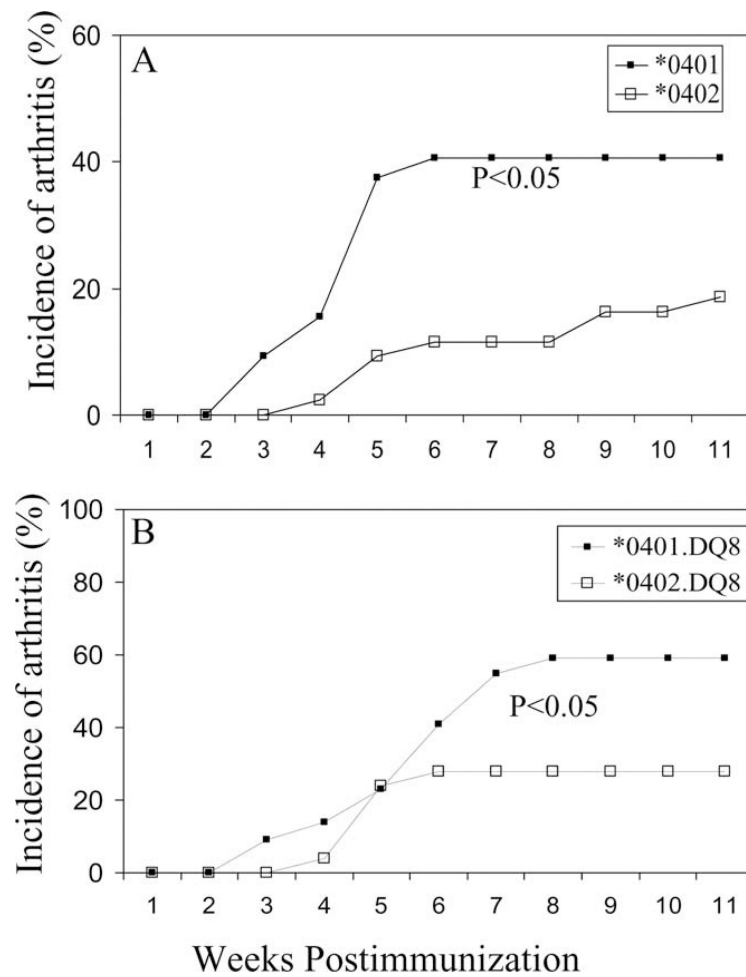 A
Incidence of arthritis (%)
60
40
20
0
*0401
*0402
P<0.05
1 2 3 4 5 6 7 8 9 10 11
B
Incidence of arthritis (%)
100
80
60
40
20
0
*0401.DQ8
*0402.DQ8
P<0.05
1 2 3 4 5 6 7 8 9 10 11
Weeks Postimmunization